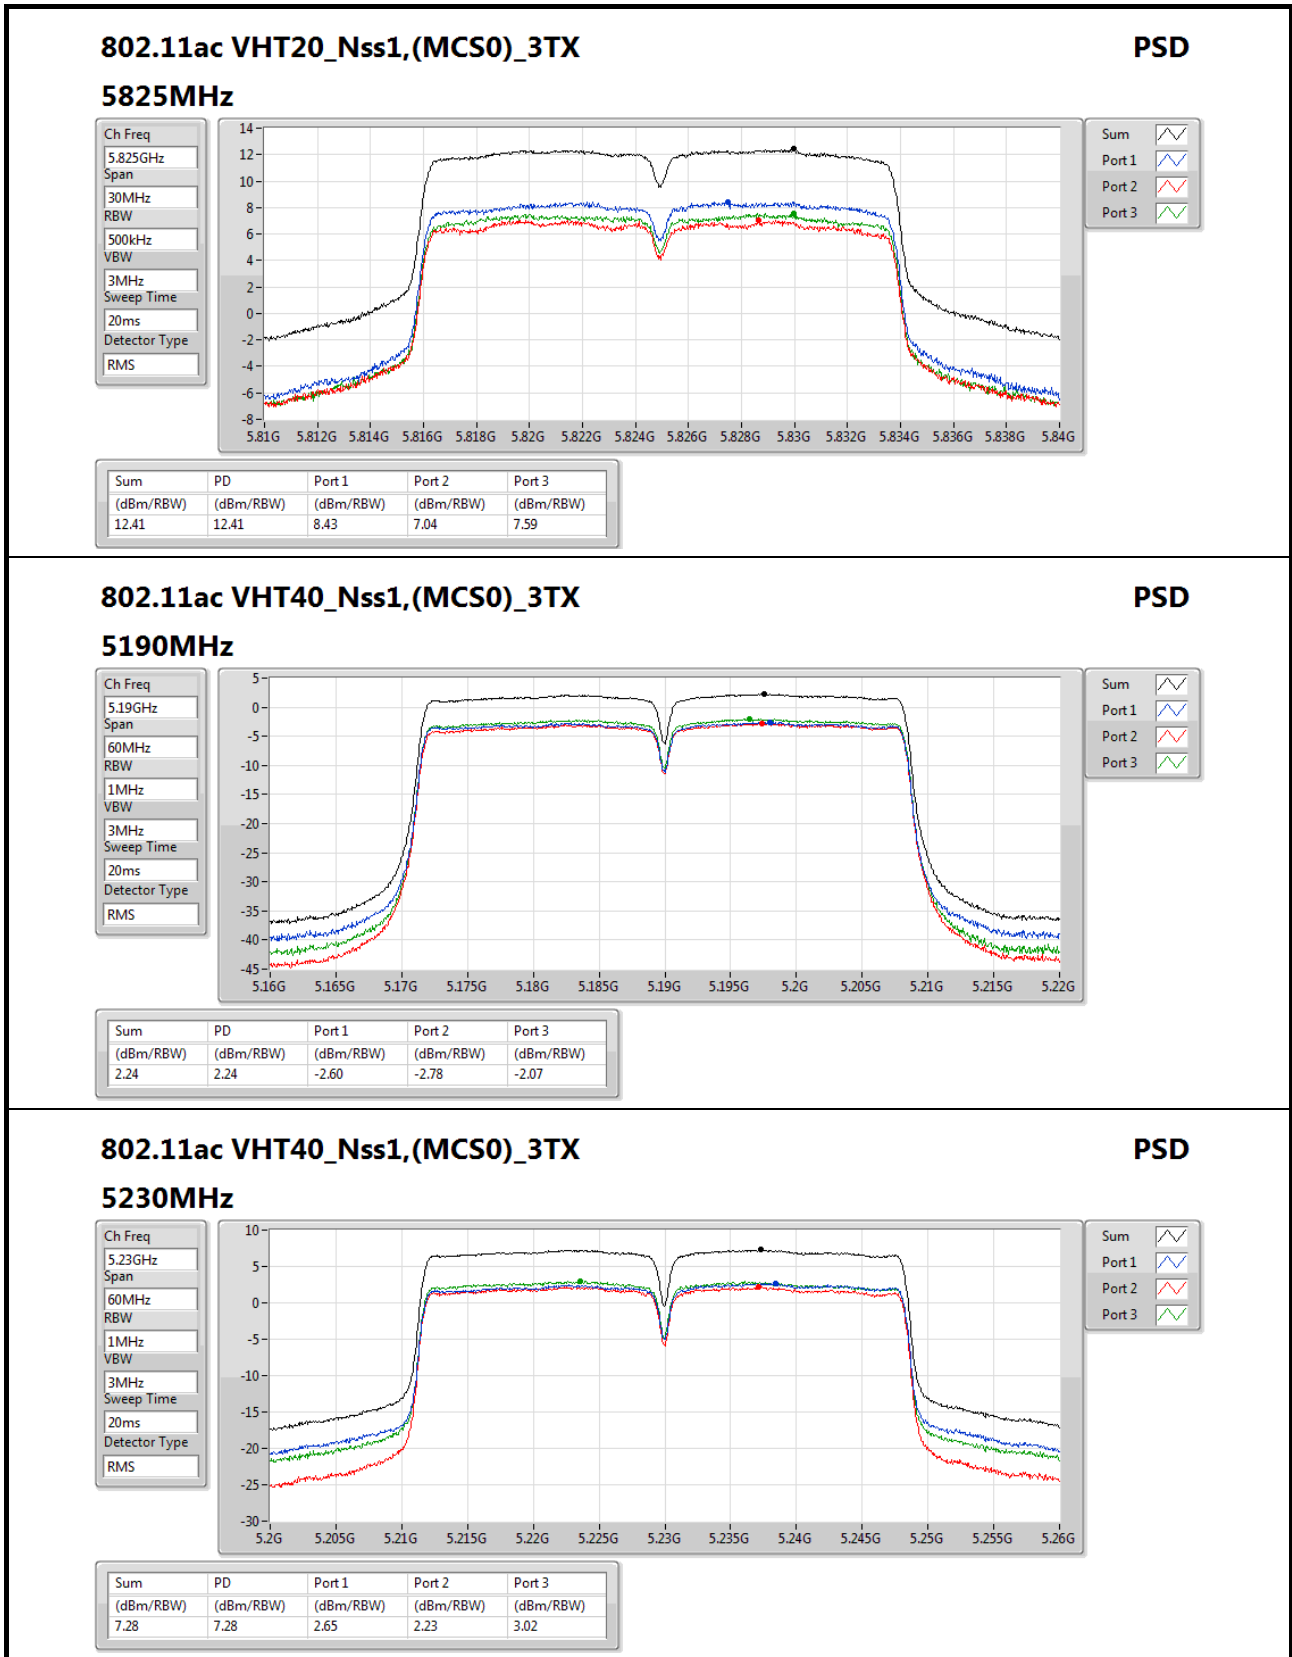 802.11ac VHT20_Nss1,(MCS0)_3TX PSD
5825MHz
Ch Freq
5.825GHz
Span
30MHz
RBW
500kHz
VBW
3MHz
Sweep Time
20ms
Detector Type
RMS
14
12
10
8
6
4
2
0
-2
-4
-6
-8
5.81G 5.812G 5.814G 5.816G 5.818G 5.82G 5.822G 5.824G 5.826G 5.828G 5.83G 5.832G 5.834G 5.836G 5.838G 5.84G
Sum
Port 1
Port 2
Port 3
Sum PD Port 1 Port 2 Port 3
(dBm/RBW) (dBm/RBW) (dBm/RBW) (dBm/RBW) (dBm/RBW)
12.41 12.41 8.43 7.04 7.59
802.11ac VHT40_Nss1,(MCS0)_3TX PSD
5190MHz
Ch Freq
5.19GHz
Span
60MHz
RBW
1MHz
VBW
3MHz
Sweep Time
20ms
Detector Type
RMS
5
0
-5
-10
-15
-20
-25
-30
-35
-40
-45
5.16G 5.165G 5.17G 5.175G 5.18G 5.185G 5.19G 5.195G 5.2G 5.205G 5.21G 5.215G 5.22G
Sum
Port 1
Port 2
Port 3
Sum PD Port 1 Port 2 Port 3
(dBm/RBW) (dBm/RBW) (dBm/RBW) (dBm/RBW) (dBm/RBW)
2.24 2.24 -2.60 -2.78 -2.07
802.11ac VHT40_Nss1,(MCS0)_3TX PSD
5230MHz
Ch Freq
5.23GHz
Span
60MHz
RBW
1MHz
VBW
3MHz
Sweep Time
20ms
Detector Type
RMS
10
5
0
-5
-10
-15
-20
-25
-30
5.2G 5.205G 5.21G 5.215G 5.22G 5.225G 5.23G 5.235G 5.24G 5.245G 5.25G 5.255G 5.26G
Sum
Port 1
Port 2
Port 3
Sum PD Port 1 Port 2 Port 3
(dBm/RBW) (dBm/RBW) (dBm/RBW) (dBm/RBW) (dBm/RBW)
7.28 7.28 2.65 2.23 3.02